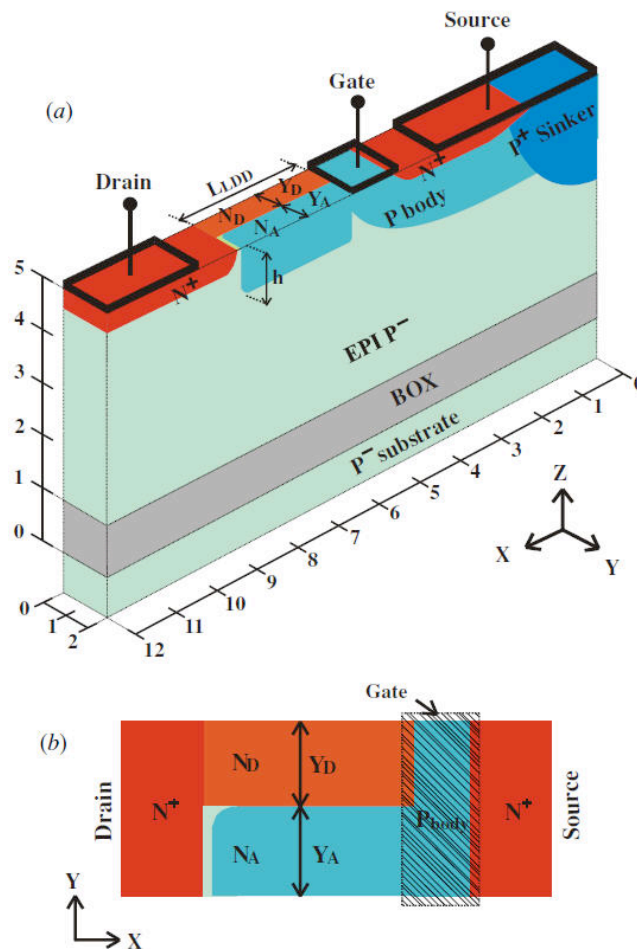 (a)
Source
Gate
Drain
P+ Sinker
N+
P body
LLDD
YD
ND
YA
NA
N+
h
EPI P−
BOX
P− substrate
5
4
3
2
1
0
0
1
2
12
11
10
9
8
7
6
5
4
3
2
1
0
Z
X
Y
(b)
Gate
Drain
N+
ND
YD
NA
YA
Pbody
N+
Source
Y
X